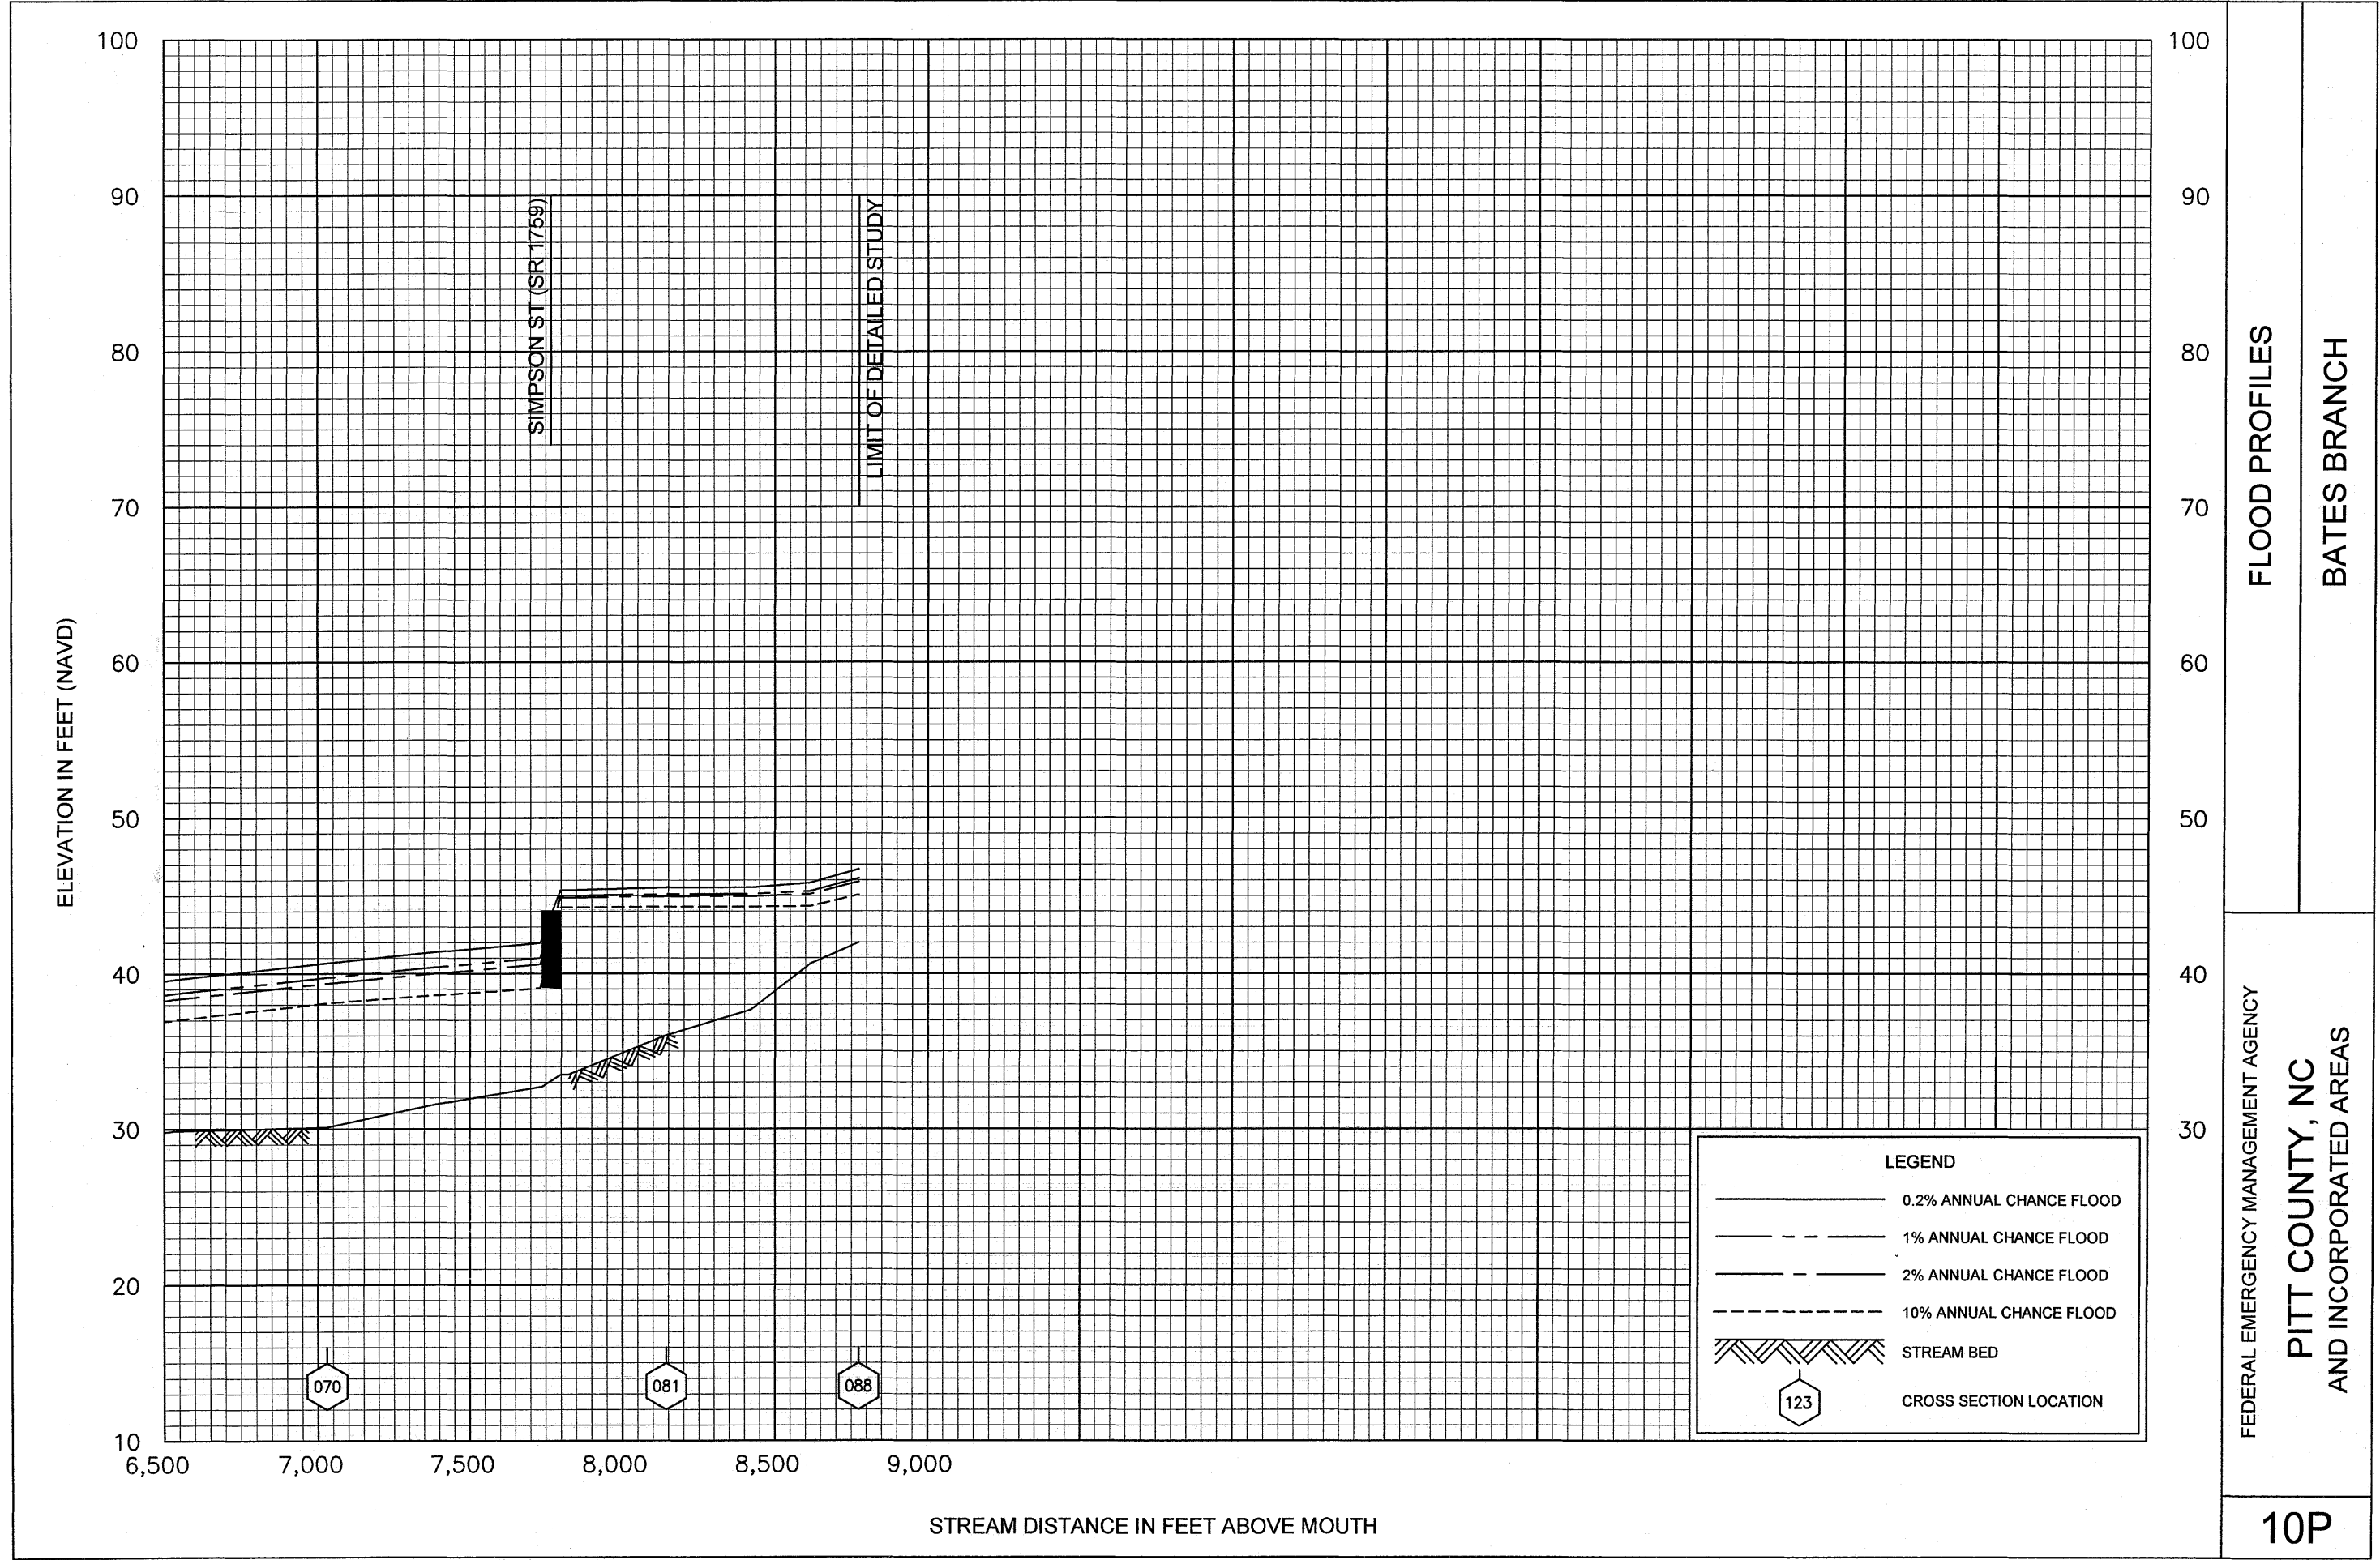 100
90
80
70
60
50
40
30
20
10
ELEVATION IN FEET (NAVD)
SIMPSON ST (SR 1759)
LIMIT OF DETAILED STUDY
070
081
088
6,500
7,000
7,500
8,000
8,500
9,000
STREAM DISTANCE IN FEET ABOVE MOUTH
100
90
80
70
60
50
40
30
LEGEND
0.2% ANNUAL CHANCE FLOOD
1% ANNUAL CHANCE FLOOD
2% ANNUAL CHANCE FLOOD
10% ANNUAL CHANCE FLOOD
STREAM BED
123
CROSS SECTION LOCATION
FLOOD PROFILES
BATES BRANCH
FEDERAL EMERGENCY MANAGEMENT AGENCY
PITT COUNTY, NC
AND INCORPORATED AREAS
10P